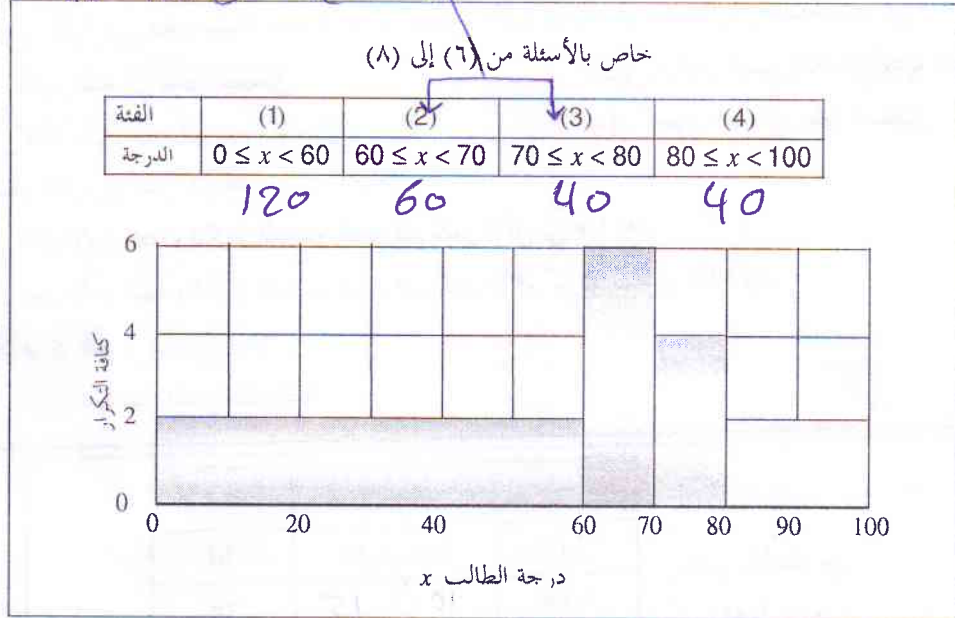 خاص بالأسئلة من (٦) إلى (٨)
الفئة (1) (2) (3) (4)
الدرجة 0 ≤ x < 60 60 ≤ x < 70 70 ≤ x < 80 80 ≤ x < 100
120 60 40 40
6
4
2
0
كثافة التكرار
0 20 40 60 70 80 90 100
درجة الطالب x